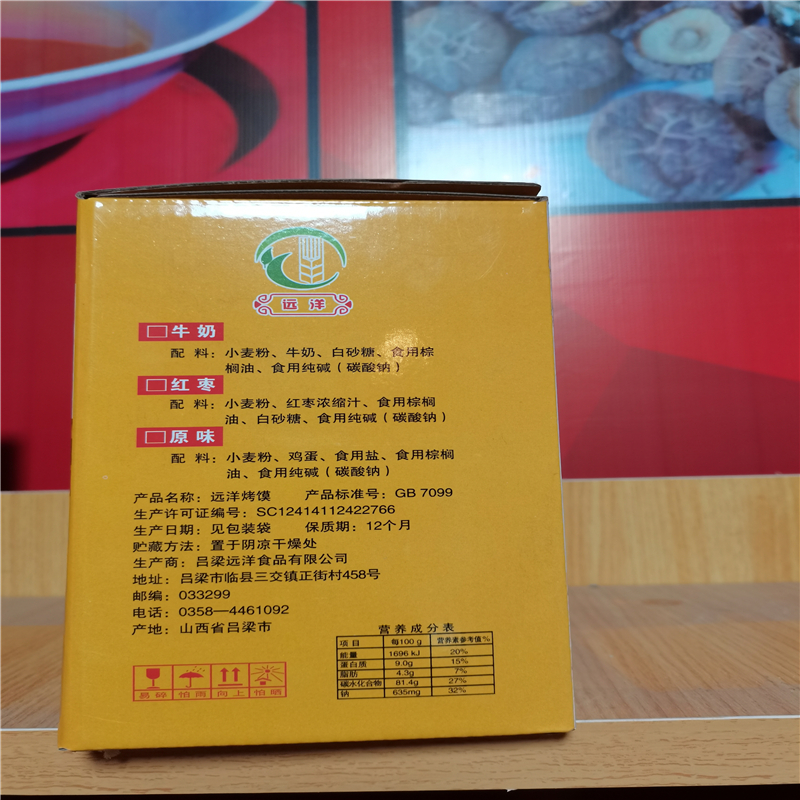 远洋
□牛奶
配 料：小麦粉、牛奶、白砂糖、食用棕
榈油、食用纯碱（碳酸钠）
□红枣
配 料：小麦粉、红枣浓缩汁、食用棕榈
油、白砂糖、食用纯碱（碳酸钠）
□原味
配 料：小麦粉、鸡蛋、食用盐、食用棕榈
油、食用纯碱（碳酸钠）
产品名称：远洋烤馍 产品标准号：GB 7099
生产许可证编号：SC12414112422766
生产日期：见包装袋 保质期：12个月
贮藏方法：置于阴凉干燥处
生产商：吕梁远洋食品有限公司
地址：吕梁市临县三交镇正街村458号
邮编：033299
电话：0358—4461092
产地：山西省吕梁市
营养成分表
项目 每100 g 营养素参考值%
能量 1696 kJ 20%
蛋白质 9.0g 15%
脂肪 4.3g 7%
碳水化合物 81.4g 27%
钠 635mg 32%
易碎 怕雨 向上 怕晒